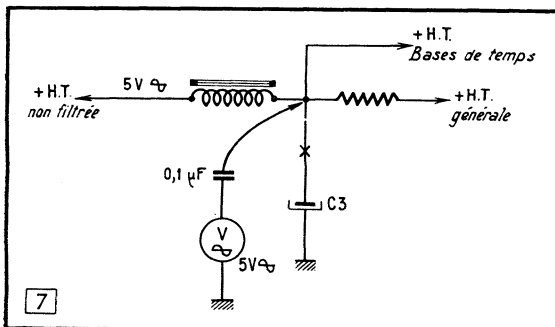 + H.T.
Bases de temps
+ H.T.
non filtrée
5V
+ H.T.
générale
0,1 µF
C3
V
5V
7